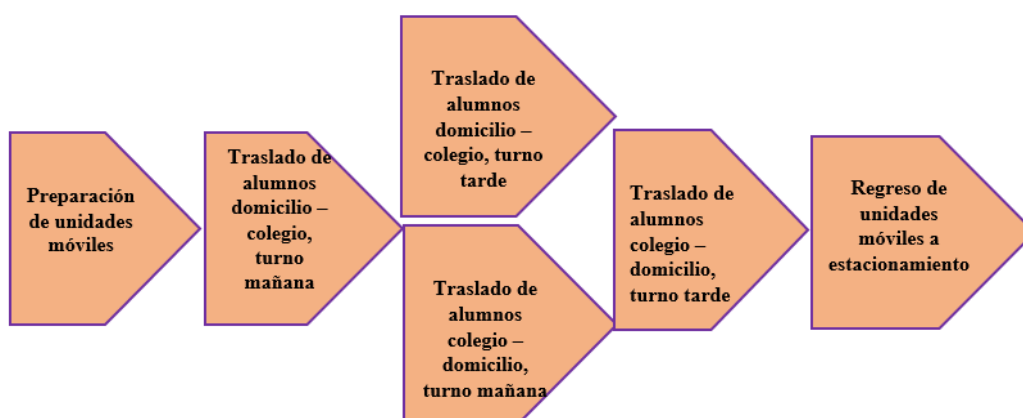 Preparación
de unidades
móviles
Traslado de
alumnos
domicilio –
colegio,
turno
mañana
Traslado de
alumnos
domicilio –
colegio, turno
tarde
Traslado de
alumnos
colegio –
domicilio,
turno mañana
Traslado de
alumnos
colegio –
domicilio,
turno tarde
Regreso de
unidades
móviles a
estacionamiento